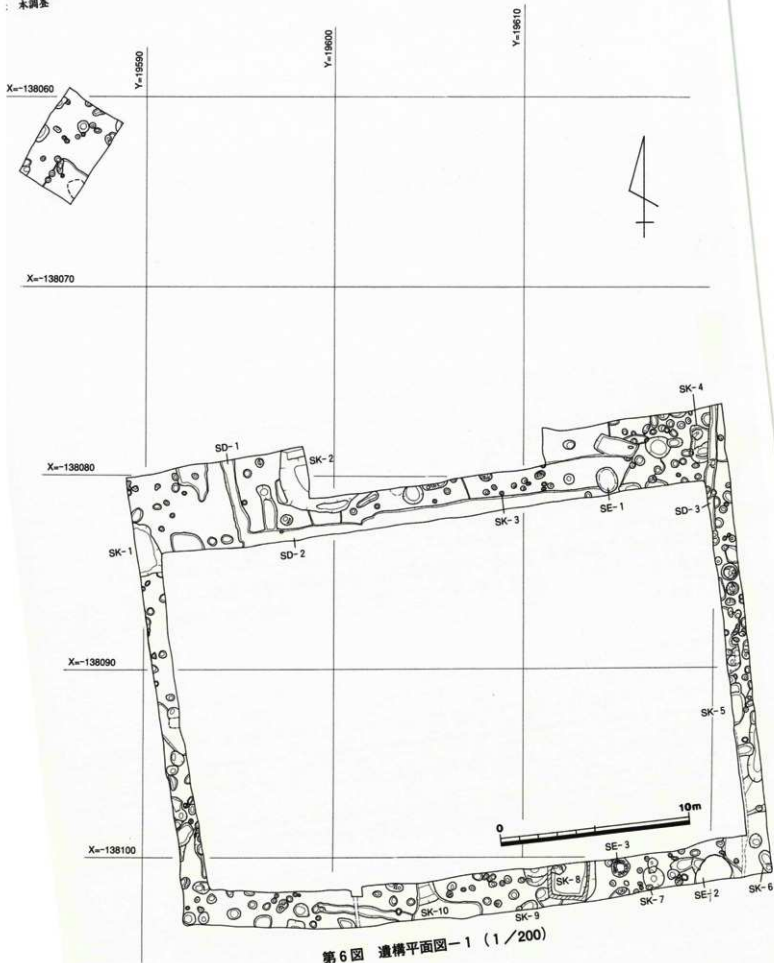 本調査
Y=19590
Y=19600
Y=19610
X=-138060
X=-138070
SK-4
SD-1
SK-2
X=-138080
SK-1
SD-2
SK-3
SE-1
SD-3
X=-138090
SK-5
0
10m
X=-138100
SE-3
SK-8
SK-10
SK-9
SK-7
SE-2
SK-6
第6図 遺構平面図−1 (1/200)